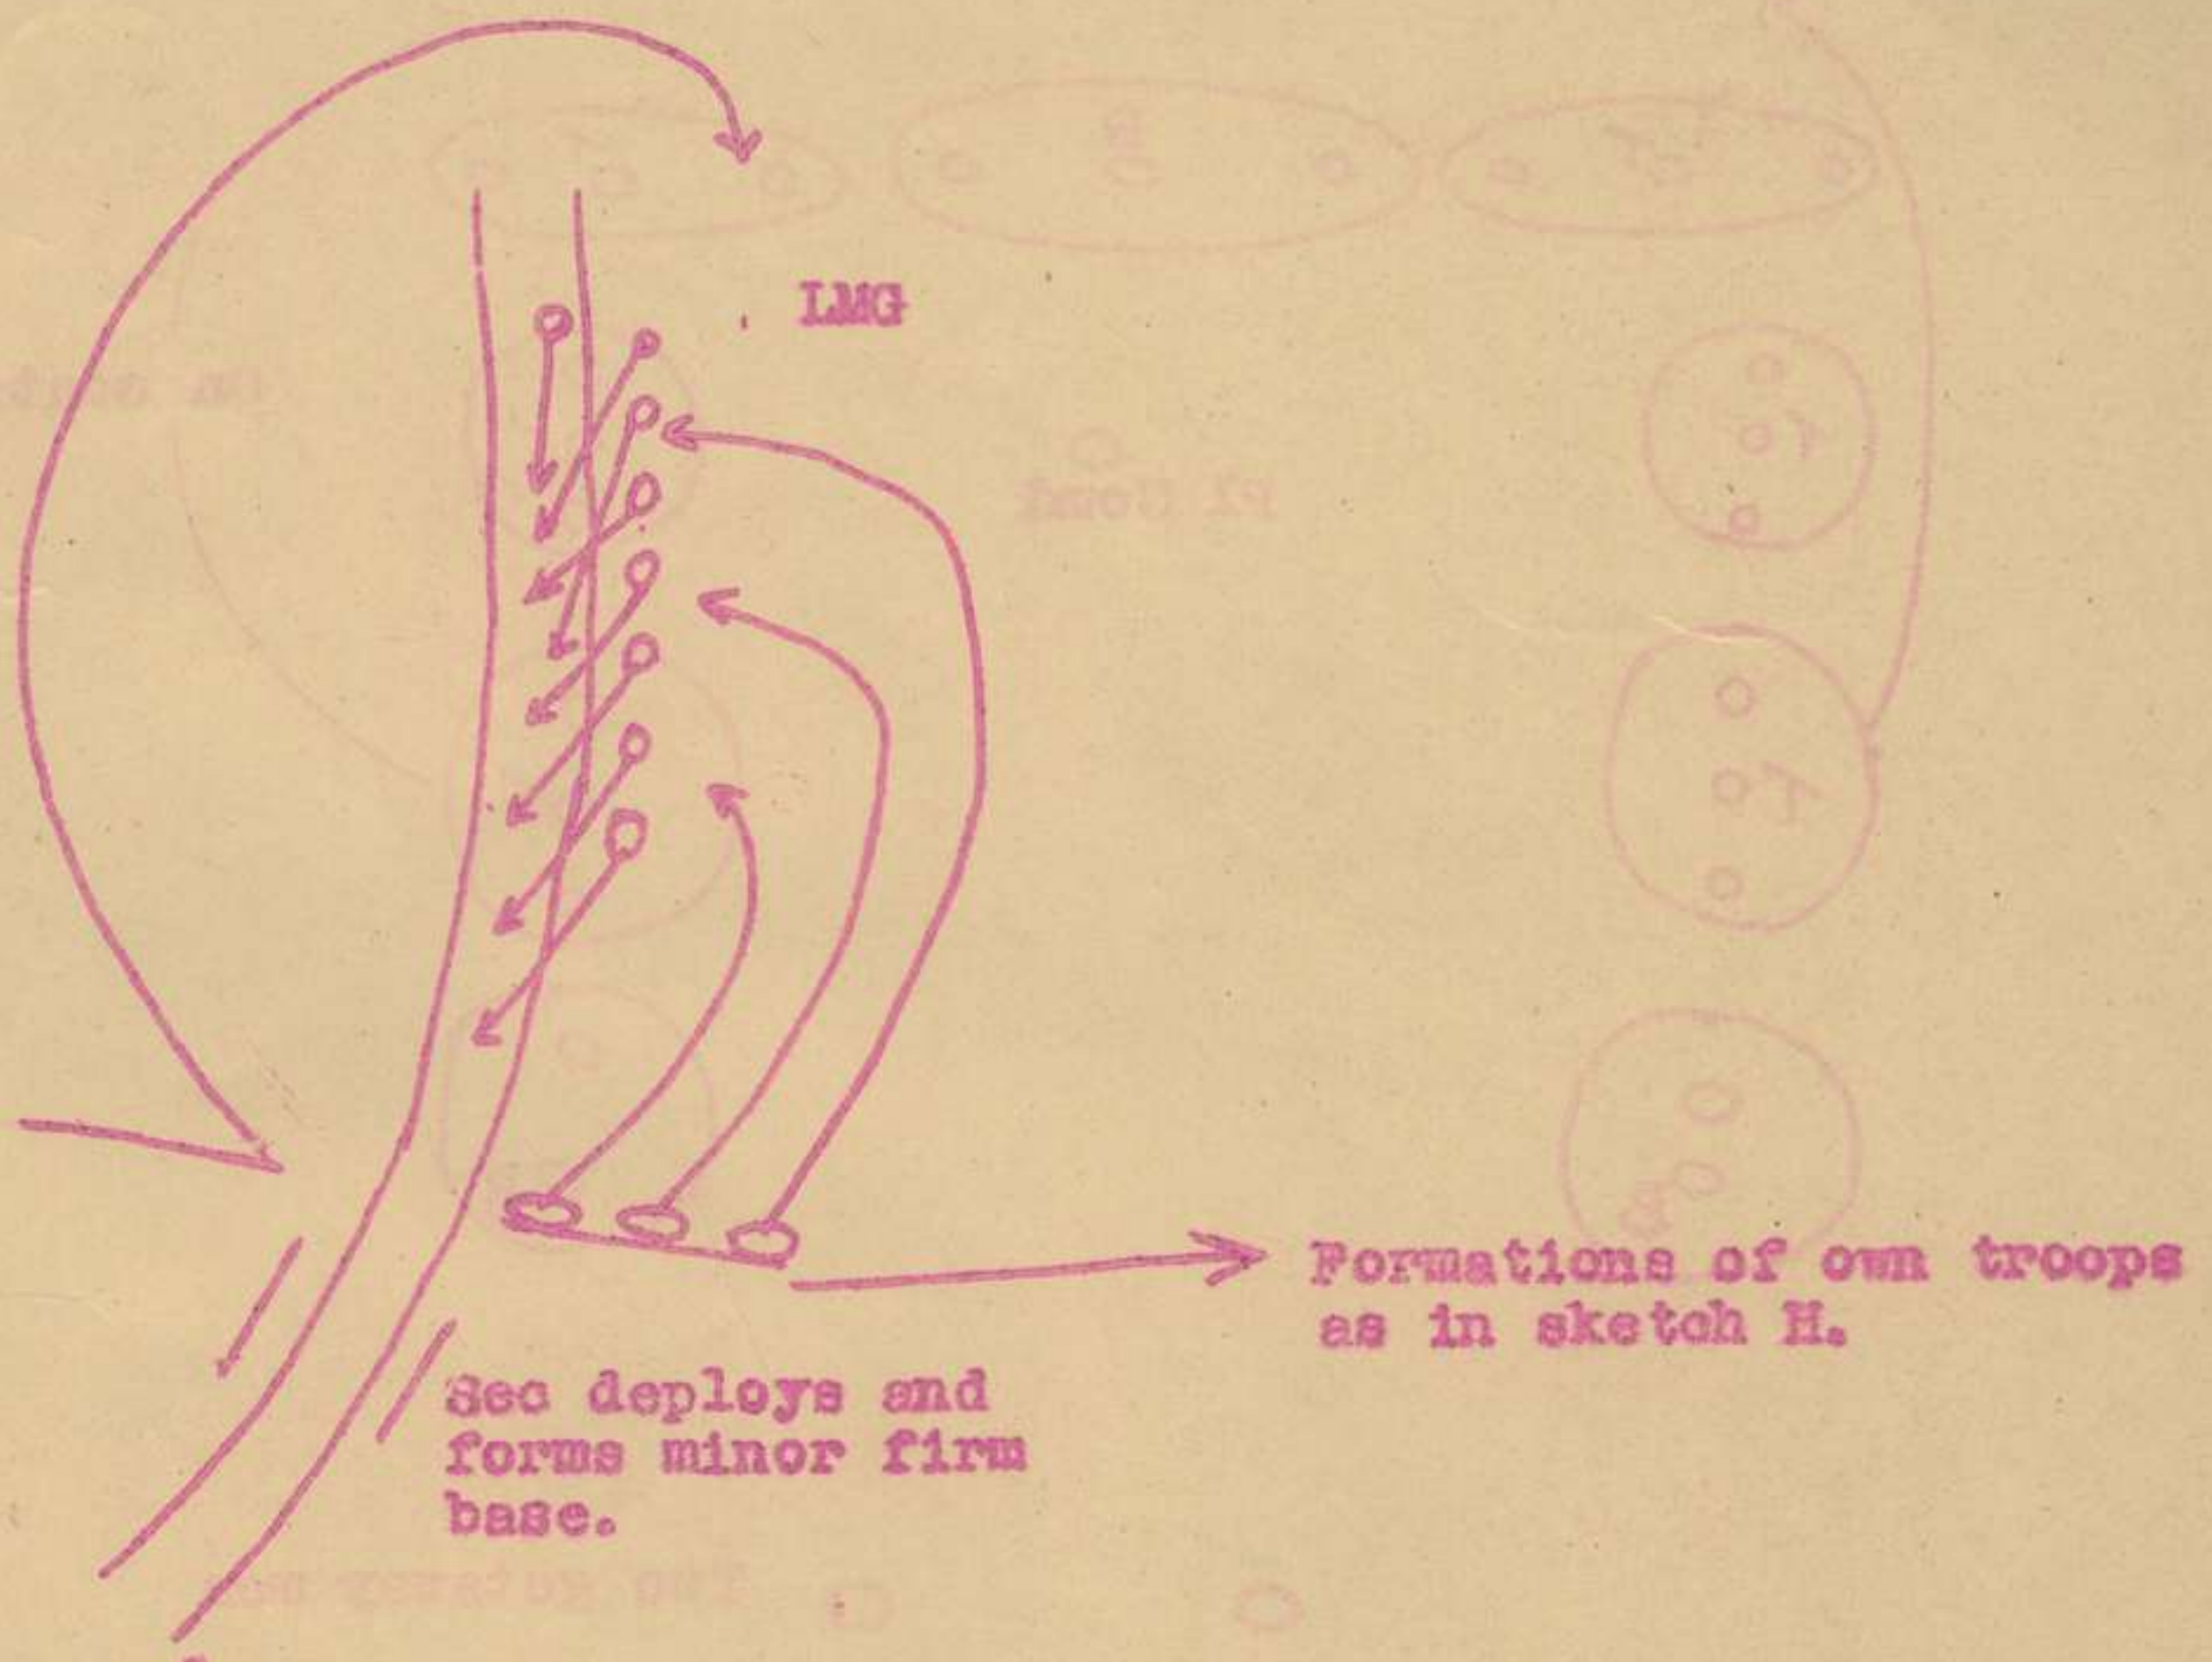 LMG
Formations of own troops
as in sketch H.
Sec deploys and
forms minor firm
base.